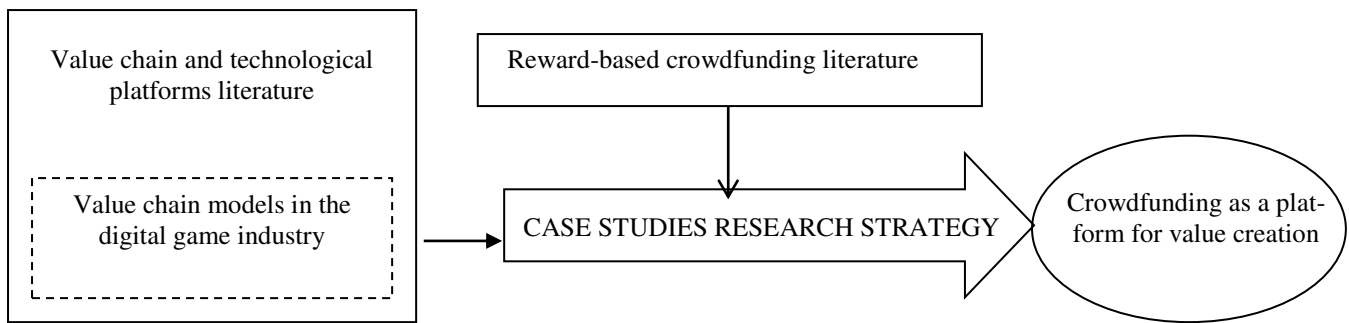 Value chain and technological
platforms literature
Value chain models in the
digital game industry
Reward-based crowdfunding literature
CASE STUDIES RESEARCH STRATEGY
Crowdfunding as a plat-
form for value creation